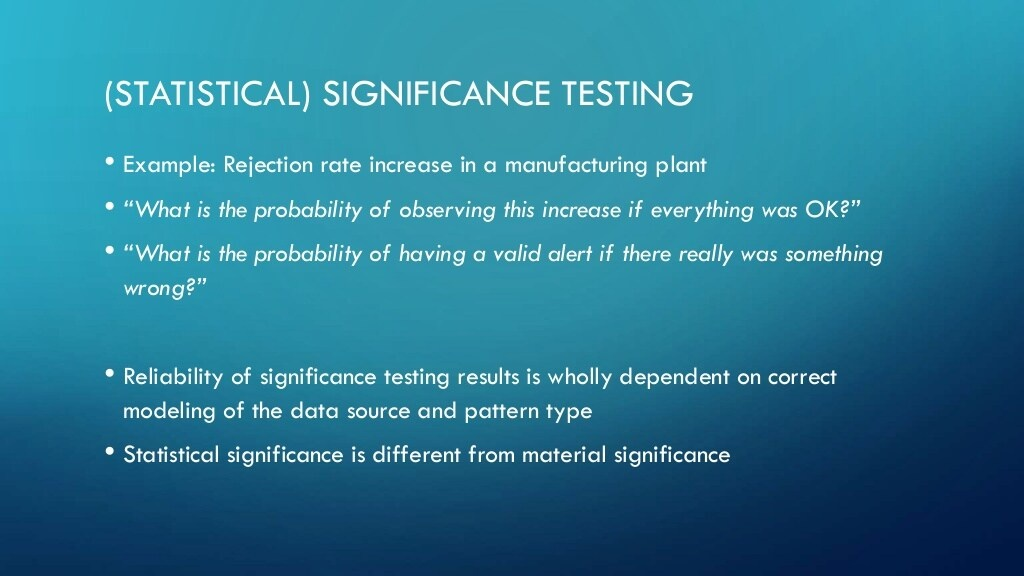 (STATISTICAL) SIGNIFICANCE TESTING
• Example: Rejection rate increase in a manufacturing plant
• “What is the probability of observing this increase if everything was OK?”
• “What is the probability of having a valid alert if there really was something
wrong?”
• Reliability of significance testing results is wholly dependent on correct
modeling of the data source and pattern type
• Statistical significance is different from material significance